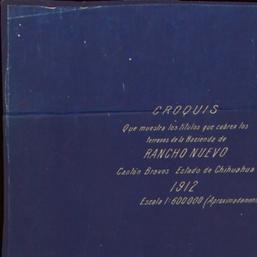 CROQUIS
Que muestra los títulos que cubren los
terrenos de la Hacienda de
RANCHO NUEVO
Cantón Bravos Estado de Chihuahua
1912
Escala 1:600000 (Aproximadamen